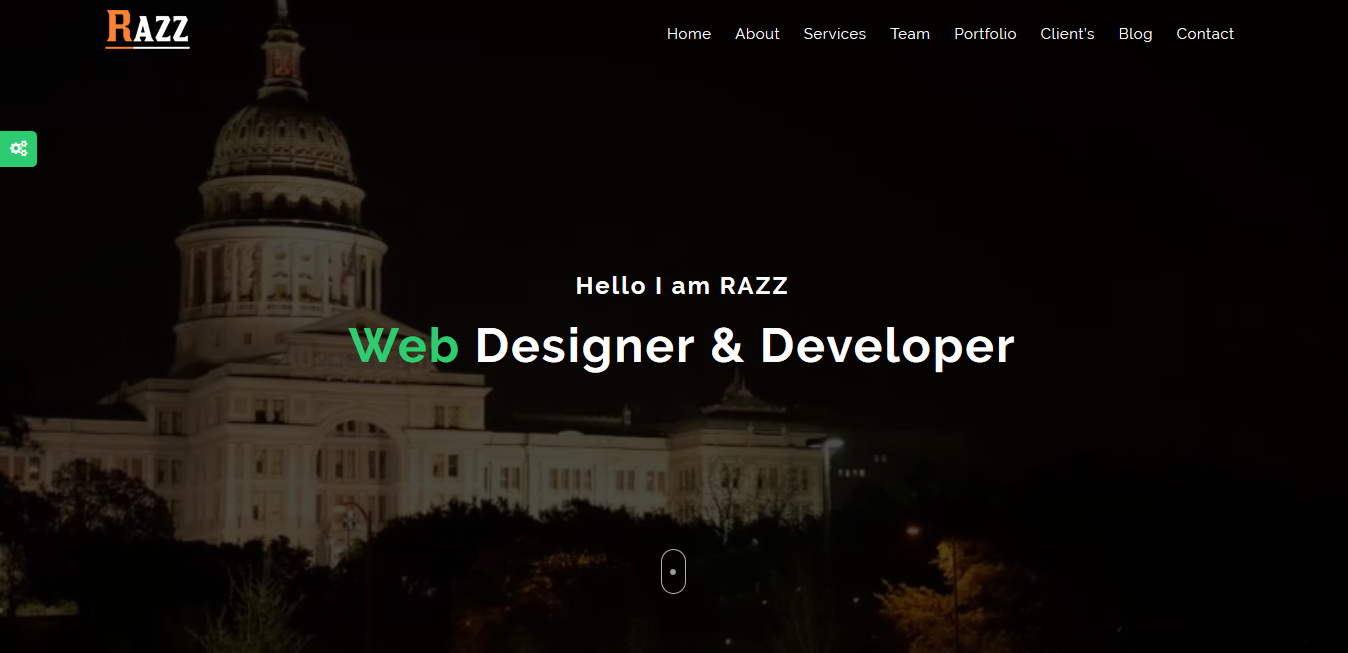 RAZZ
Home About Services Team Portfolio Client's Blog Contact
Hello I am RAZZ
Web Designer & Developer